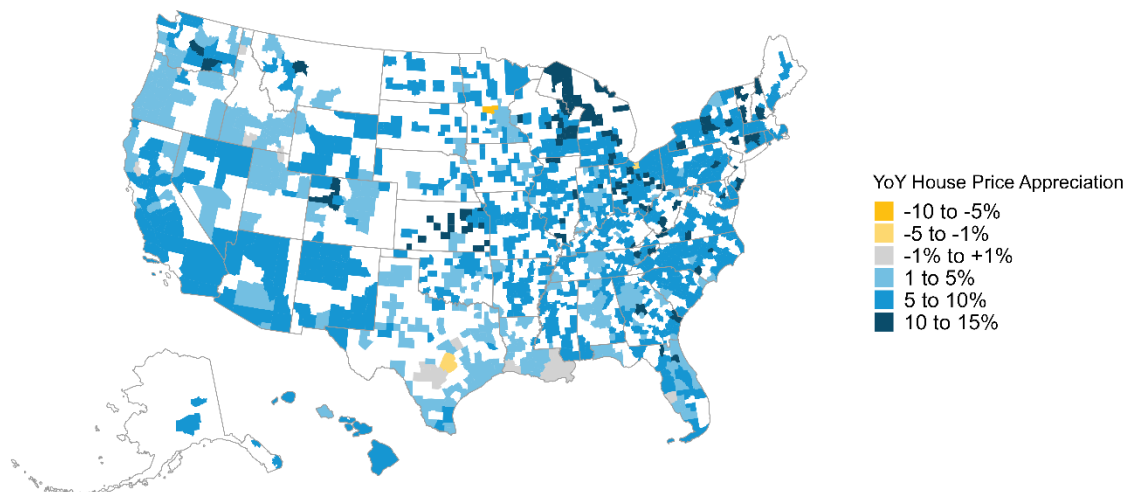 YoY House Price Appreciation
-10 to -5%
-5 to -1%
-1% to +1%
1 to 5%
5 to 10%
10 to 15%